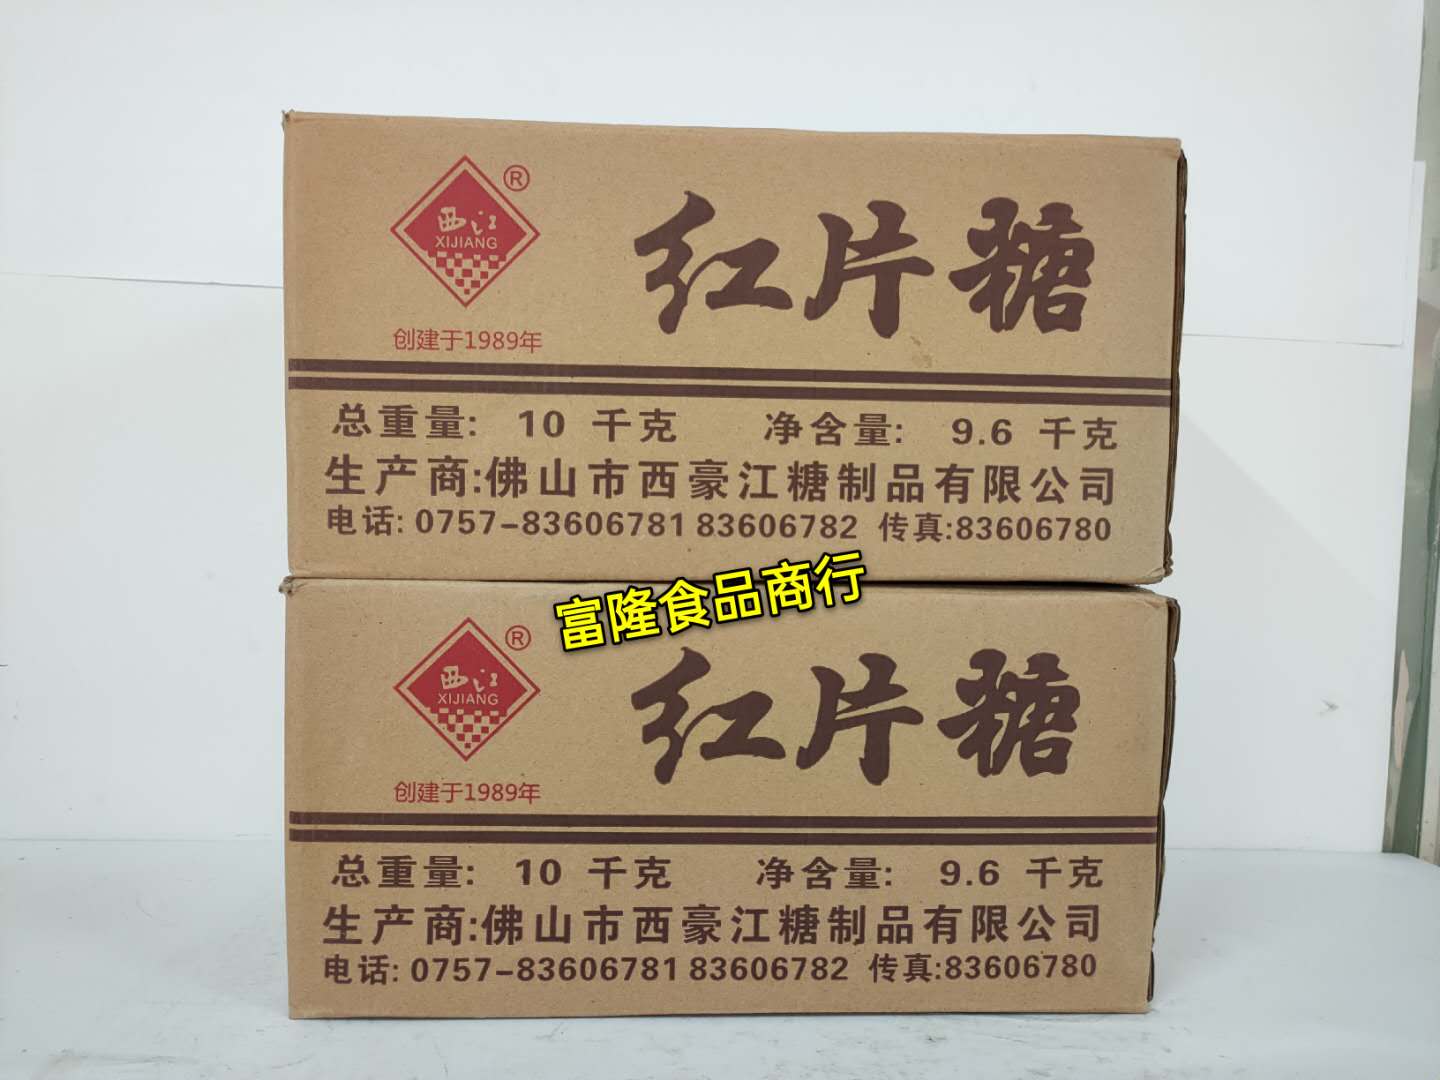 西江
XIJIANG
®
创建于1989年
红片糖
总重量: 10 千克 净含量: 9.6 千克
生产商:佛山市西豪江糖制品有限公司
电话: 0757-83606781 83606782 传真:83606780
富隆食品商行
西江
XIJIANG
®
创建于1989年
红片糖
总重量: 10 千克 净含量: 9.6 千克
生产商:佛山市西豪江糖制品有限公司
电话: 0757-83606781 83606782 传真:83606780